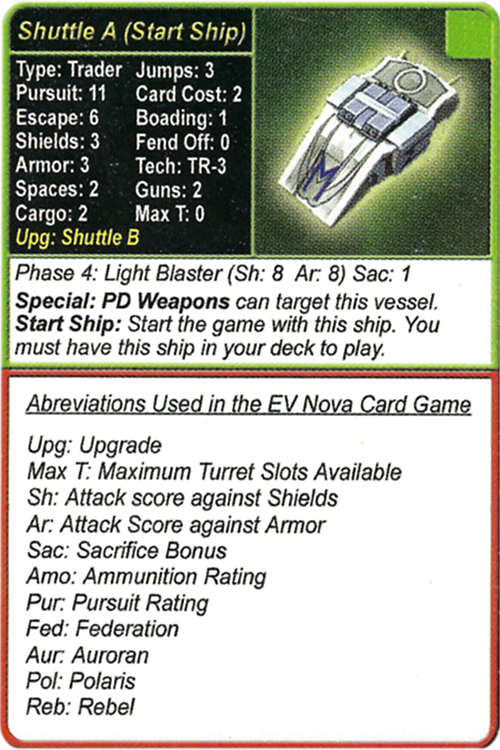 Shuttle A (Start Ship)
Type: Trader Jumps: 3
Pursuit: 11 Card Cost: 2
Escape: 6 Boading: 1
Shields: 3 Fend Off: 0
Armor: 3 Tech: TR-3
Spaces: 2 Guns: 2
Cargo: 2 Max T: 0
Upg: Shuttle B
Phase 4: Light Blaster (Sh: 8 Ar: 8) Sac: 1
Special: PD Weapons can target this vessel.
Start Ship: Start the game with this ship. You
must have this ship in your deck to play.
Abreviations Used in the EV Nova Card Game
Upg: Upgrade
Max T: Maximum Turret Slots Available
Sh: Attack score against Shields
Ar: Attack Score against Armor
Sac: Sacrifice Bonus
Amo: Ammunition Rating
Pur: Pursuit Rating
Fed: Federation
Aur: Auroran
Pol: Polaris
Reb: Rebel